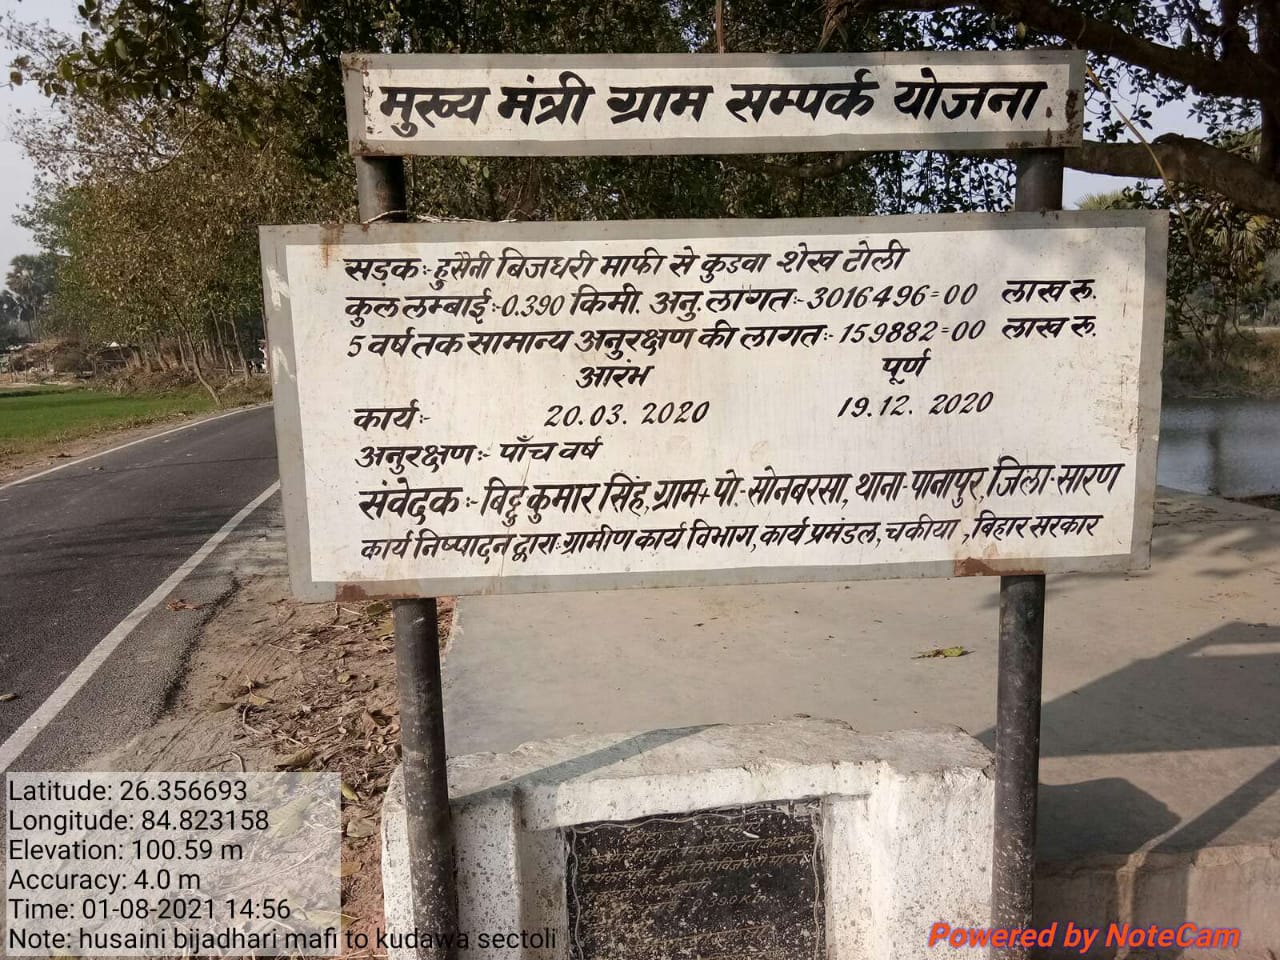 मुख्य मंत्री ग्राम सम्पर्क योजना
सड़क:- हुसैनी बिजधरी माफी से कुडवा शेख टोली
कुल लम्बाई:-0.390 किमी. अनु. लागत:-3016496=00 लाख रू.
5 वर्ष तक सामान्य अनुरक्षण की लागत:-159882=00 लाख रू.
आरंभ पूर्ण
कार्य:- 20.03.2020 19.12.2020
अनुरक्षण:- पाँच वर्ष
संवेदक:- बिट्टु कुमार सिंह, ग्राम+पो.-सोनबरसा, थाना-पानापुर, जिला-सारण
कार्य निष्पादन द्वारा:-ग्रामीण कार्य विभाग, कार्य प्रमंडल, चकीया, बिहार सरकार
Latitude: 26.356693
Longitude: 84.823158
Elevation: 100.59 m
Accuracy: 4.0 m
Time: 01-08-2021 14:56
Note: husaini bijadhari mafi to kudawa sectoli
Powered by NoteCam